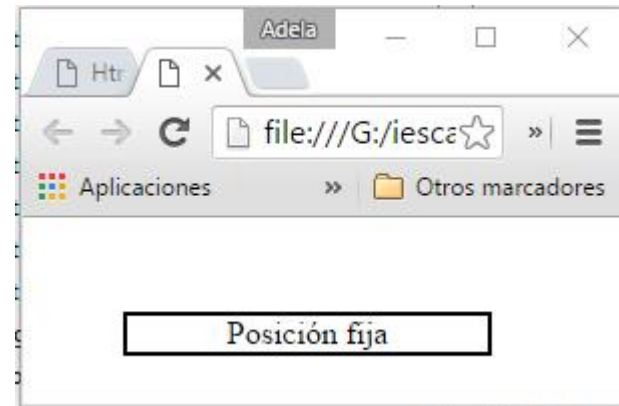 Adela
Htr
file:///G:/iesca
»
Aplicaciones » Otros marcadores
Posición fija